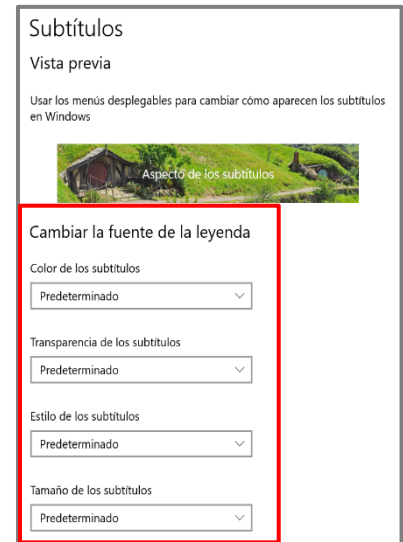 Subtítulos
Vista previa
Usar los menús desplegables para cambiar cómo aparecen los subtítulos
en Windows
Aspecto de los subtítulos
Cambiar la fuente de la leyenda
Color de los subtítulos
Predeterminado
Transparencia de los subtítulos
Predeterminado
Estilo de los subtítulos
Predeterminado
Tamaño de los subtítulos
Predeterminado